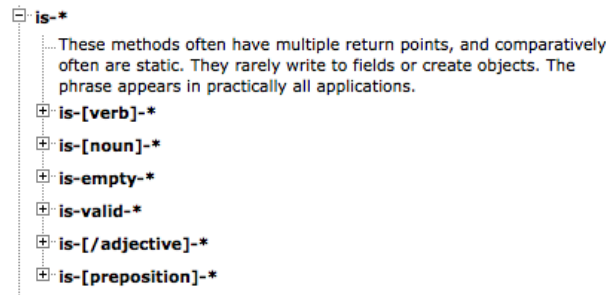 is-*
These methods often have multiple return points, and comparatively
often are static. They rarely write to fields or create objects. The
phrase appears in practically all applications.
is-[verb]-*
is-[noun]-*
is-empty-*
is-valid-*
is-[/adjective]-*
is-[preposition]-*